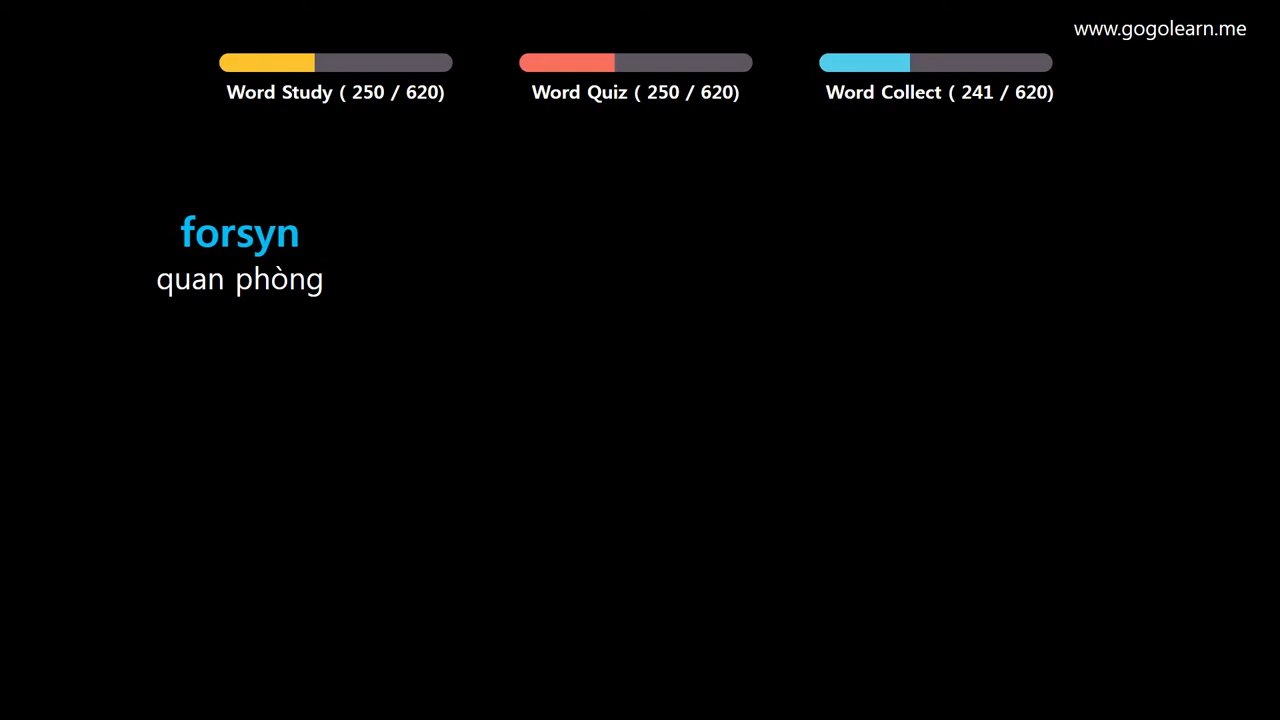 www.gogolearn.me
Word Study ( 250 / 620)
Word Quiz ( 250 / 620)
Word Collect ( 241 / 620)
forsyn
quan phòng